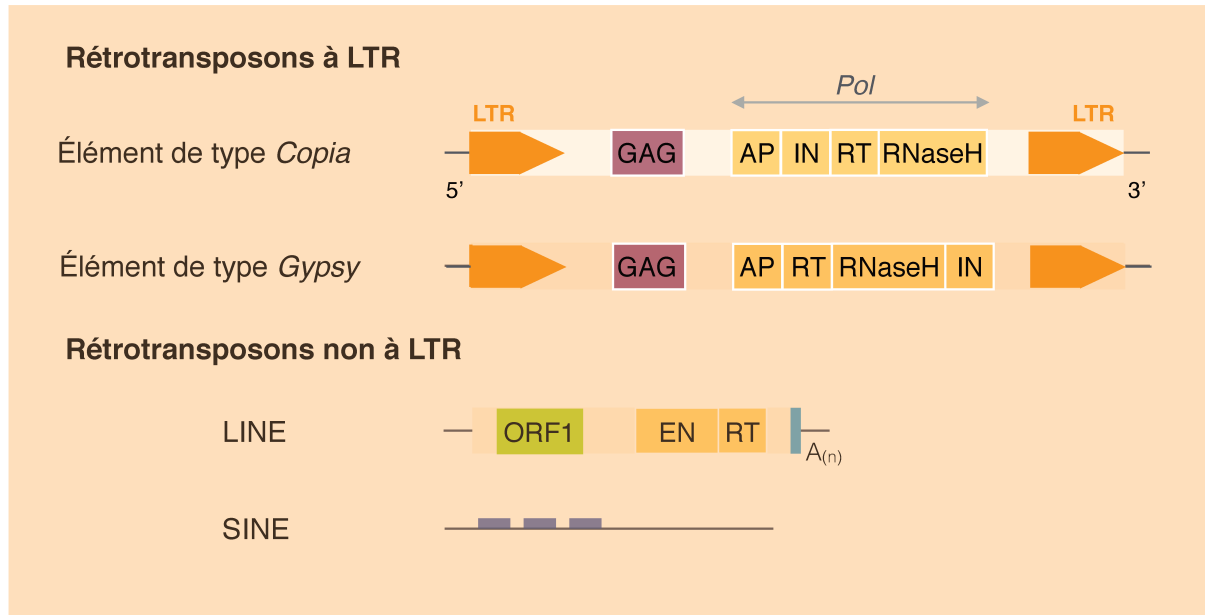 Rétrotransposons à LTR
Pol
LTR LTR
Élément de type Copia GAG AP IN RT RNaseH
5’ 3’
Élément de type Gypsy GAG AP RT RNaseH IN
Rétrotransposons non à LTR
LINE ORF1 EN RT
A(n)
SINE